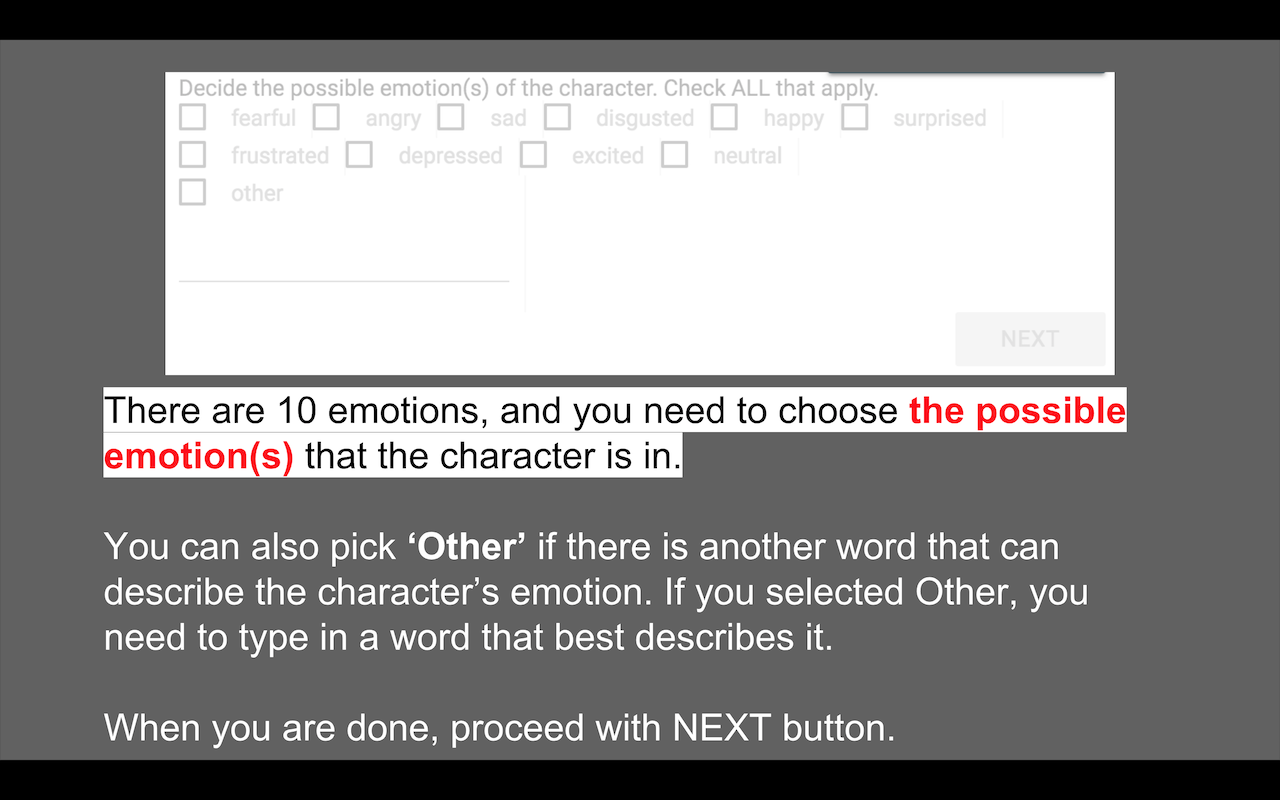 Decide the possible emotion(s) of the character. Check ALL that apply.
fearful angry sad disgusted happy surprised
frustrated depressed excited neutral
other
NEXT
There are 10 emotions, and you need to choose the possible
emotion(s) that the character is in.
You can also pick ‘Other’ if there is another word that can
describe the character’s emotion. If you selected Other, you
need to type in a word that best describes it.
When you are done, proceed with NEXT button.